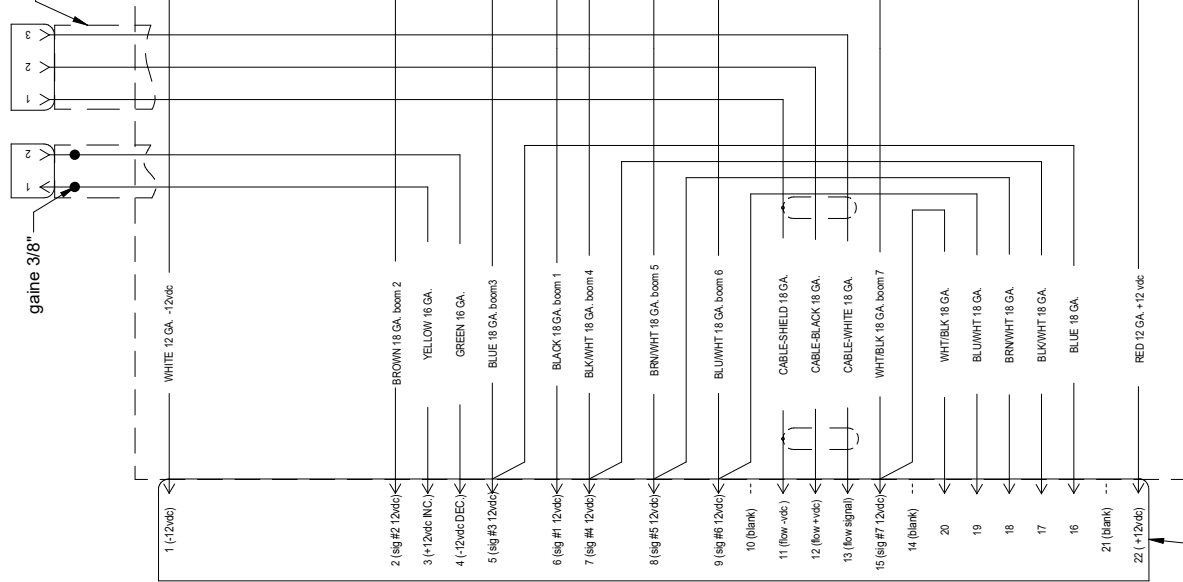 3
2
1
2
1
gaine 3/8"
WHITE 12 GA. -12vdc
BROWN 18 GA. boom 2
YELLOW 16 GA.
GREEN 16 GA.
BLUE 18 GA. boom3
BLACK 18 GA. boom 1
BLK/WHT 18 GA. boom 4
BRN/WHT 18 GA. boom 5
BLU/WHT 18 GA. boom 6
CABLE-SHIELD 18 GA.
CABLE-BLACK 18 GA.
CABLE-WHITE 18 GA.
WHT/BLK 18 GA. boom 7
WHT/BLK 18 GA.
BLU/WHT 18 GA.
BRN/WHT 18 GA.
BLK/WHT 18 GA.
BLUE 18 GA.
RED 12 GA. +12 vdc
1 (-12vdc)
2 (sig #2 12vdc)
3 (+12vdc INC.)
4 (-12vdc DEC.)
5 (sig #3 12vdc)
6 (sig #1 12vdc)
7 (sig #4 12vdc)
8 (sig #5 12vdc)
9 (sig #6 12vdc)
10 (blank)
11 (flow -vdc)
12 (flow +vdc)
13 (flow signal)
15 (sig #7 12vdc)
14 (blank)
20
19
18
17
16
21 (blank)
22 ( +12vdc)